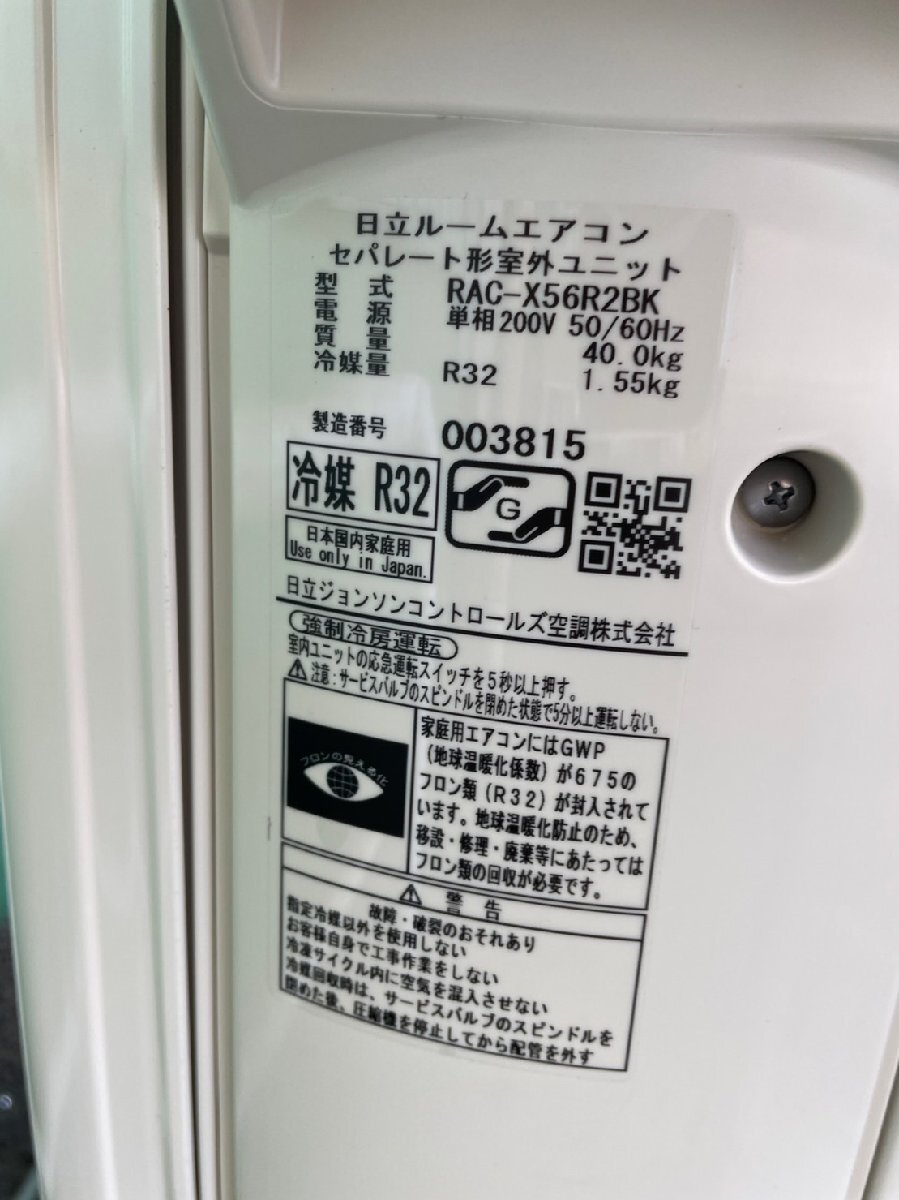 日立ルームエアコン
セパレート形室外ユニット
型式 RAC-X56R2BK
電源 単相200V 50/60Hz
質量 40.0kg
冷媒量 R32 1.55kg
製造番号 003815
冷媒 R32
G
日本国内家庭用
Use only in Japan.
日立ジョンソンコントロールズ空調株式会社
強制冷房運転
室内ユニットの応急運転スイッチを5秒以上押す。
注意:サービスバルブのスピンドルを閉めた状態で5分以上運転しない。
フロンの見える化
家庭用エアコンにはGWP
(地球温暖化係数)が675の
フロン類(R32)が封入されて
います。地球温暖化防止のため、
移設・修理・廃棄等にあたっては
フロン類の回収が必要です。
警告
故障・破裂のおそれあり
指定冷媒以外を使用しない
お客様自身で工事作業をしない
冷凍サイクル内に空気を混入させない
冷媒回収時は、サービスバルブのスピンドルを
閉めた後、圧縮機を停止してから配管を外す